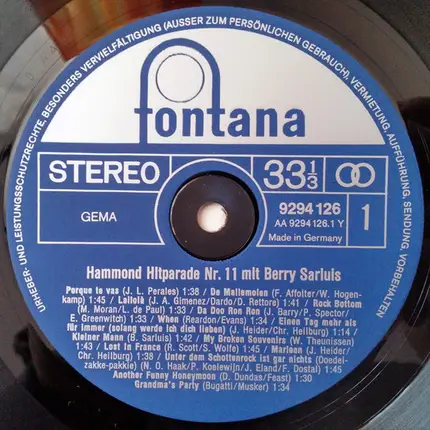 URHEBER- UND LEISTUNGSSCHUTZRECHTE, BESONDERS VERVIELFÄLTIGUNG (AUSSER ZUM PERSÖNLICHEN GEBRAUCH), VERMIETUNG, AUFFÜHRUNG, SENDUNG, VORBEHALTEN
fontana
STEREO
33 1/3
GEMA
9294 126
AA 9294 126.1 Y
Made in Germany
1
Hammond Hitparade Nr. 11 mit Berry Sarluis
Porque te vas (J. L. Perales) 1:38 / De Mallemolen (F. Affolter/W. Hogen-
kamp) 1:45 / Lailolà (J. A. Gimenez/Dardo/D. Rettore) 1:41 / Rock Bottom
(M. Moran/L. de Paul) 3:01 / Da Doo Ron Ron (J. Barry/P. Spector/
E. Greenwitch) 1:33 / When (Reardon/Evans) 1:34 / Einen Tag mehr als
für immer (solang werde ich dich lieben) (J. Heider/Chr. Heilburg) 1:14 /
Kleiner Mann (B. Sarluis) 1:42 / My Broken Souvenirs (W. Theunissen)
1:43 / Lost in France (R. Scott/S. Wolfe) 1:34 / Marleen (J. Heider/
Chr. Heilburg) 1:38 / Unter dem Schottenrock ist gar nichts (Doedel-
zakke-pakkie) (N. O. Haak/P. Koelewijn/J. Eland/F. Dostal) 1:25 /
Another Funny Honeymoon (D. Dundas/Feast) 1:30
Grandma's Party (Bugatti/Musker) 1:34